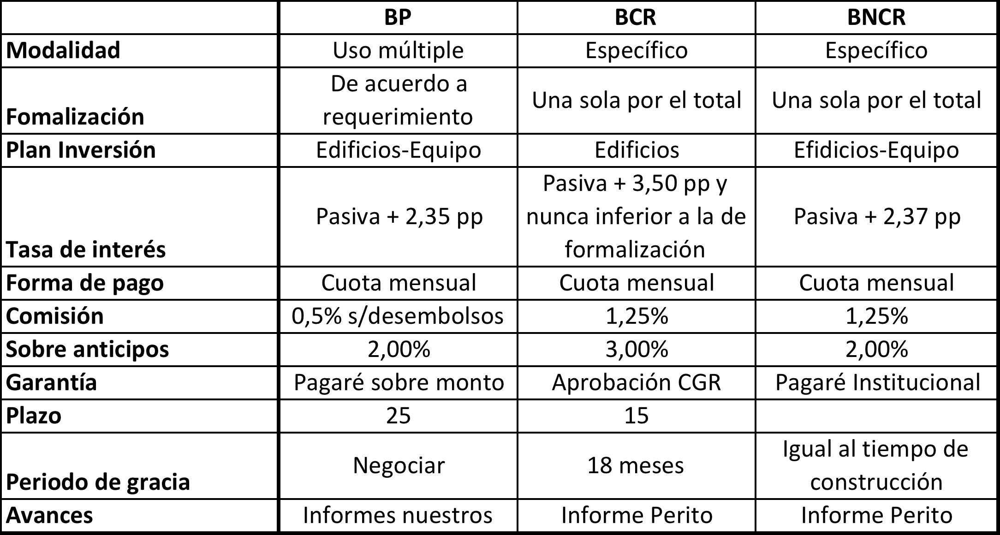 BP BCR BNCR
Modalidad Uso múltiple Específico Específico
De acuerdo a
requerimiento
Fomalización
Una sola por el total
Una sola por el total
Plan Inversión Edificios-Equipo Edificios Efidicios-Equipo
Tasa de interés
Pasiva + 2,35 pp
Pasiva + 3,50 pp y
nunca inferior a la de
formalización
Pasiva + 2,37 pp
Forma de pago Cuota mensual Cuota mensual Cuota mensual
Comisión 0,5% s/desembolsos 1,25% 1,25%
Sobre anticipos 2,00% 3,00% 2,00%
Garantía Pagaré sobre monto Aprobación CGR Pagaré Institucional
Plazo 25 15
Periodo de gracia
Negociar
18 meses
Igual al tiempo de
construcción
Avances Informes nuestros Informe Perito Informe Perito